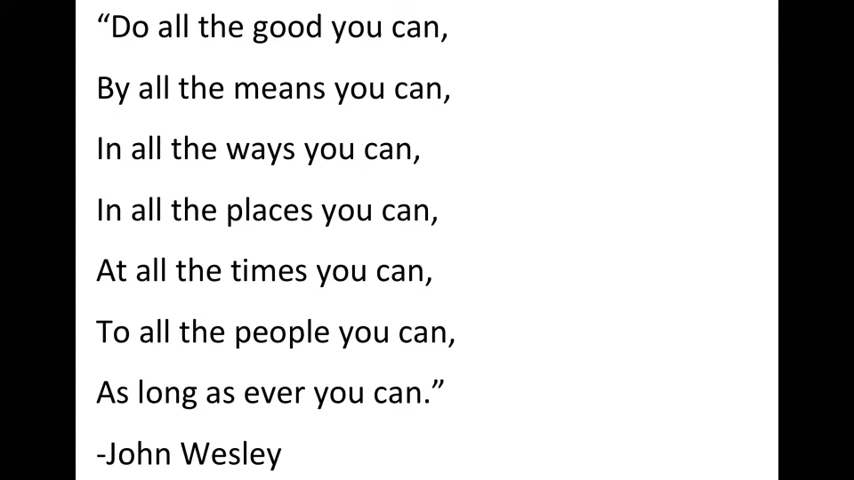 “Do all the good you can,
By all the means you can,
In all the ways you can,
In all the places you can,
At all the times you can,
To all the people you can,
As long as ever you can.”
-John Wesley